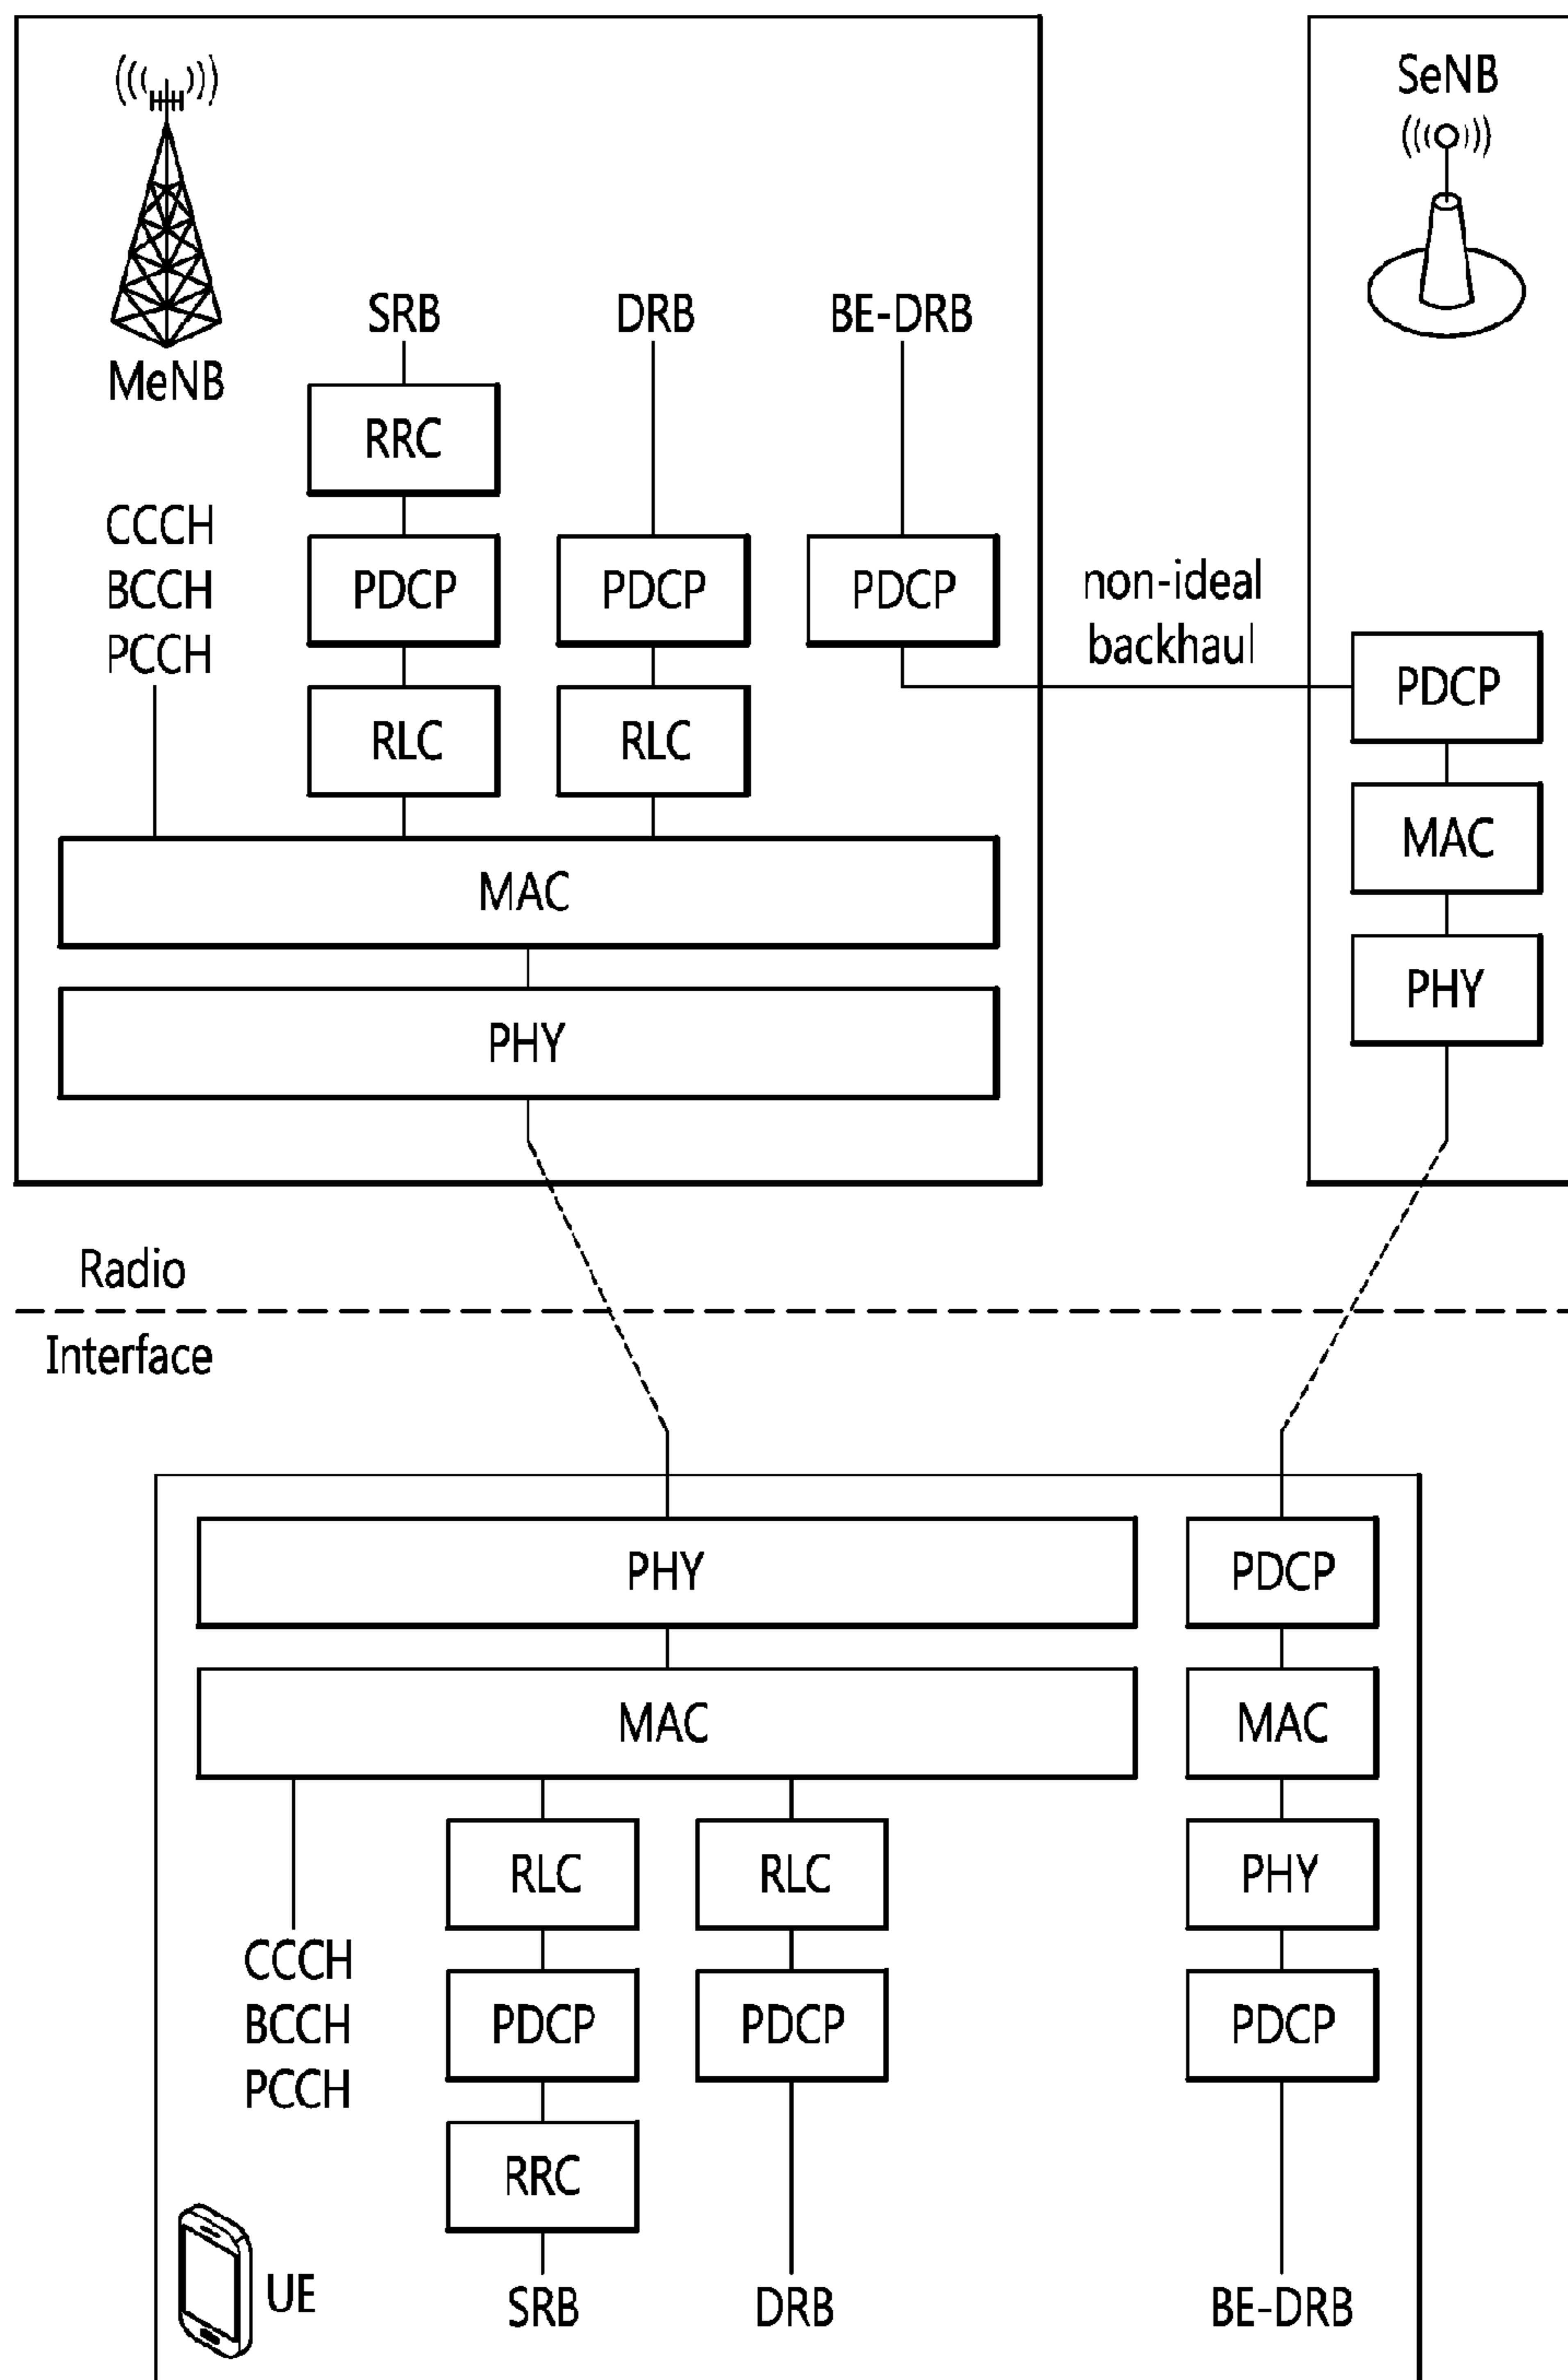 SeNB
MeNB
SRB
DRB
BE-DRB
RRC
CCCH
BCCH
PCCH
PDCP
PDCP
PDCP
non-ideal
backhaul
PDCP
RLC
RLC
MAC
MAC
PHY
PHY
Radio
Interface
PHY
PDCP
MAC
MAC
RLC
RLC
PHY
CCCH
BCCH
PCCH
PDCP
PDCP
PDCP
RRC
UE
SRB
DRB
BE-DRB